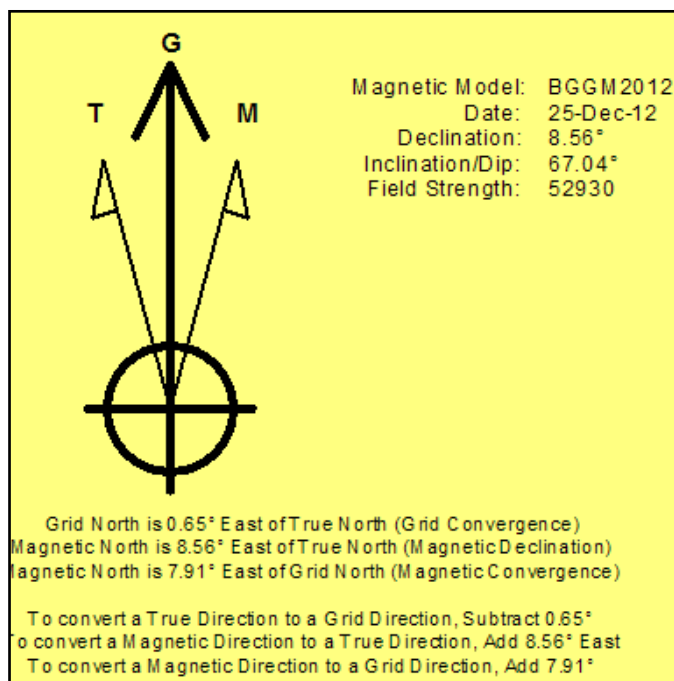 G
T
M
Magnetic Model: BGGM2012
Date: 25-Dec-12
Declination: 8.56°
Inclination/Dip: 67.04°
Field Strength: 52930
Grid North is 0.65° East of True North (Grid Convergence)
Magnetic North is 8.56° East of True North (Magnetic Declination)
Magnetic North is 7.91° East of Grid North (Magnetic Convergence)
To convert a True Direction to a Grid Direction, Subtract 0.65°
To convert a Magnetic Direction to a True Direction, Add 8.56° East
To convert a Magnetic Direction to a Grid Direction, Add 7.91°